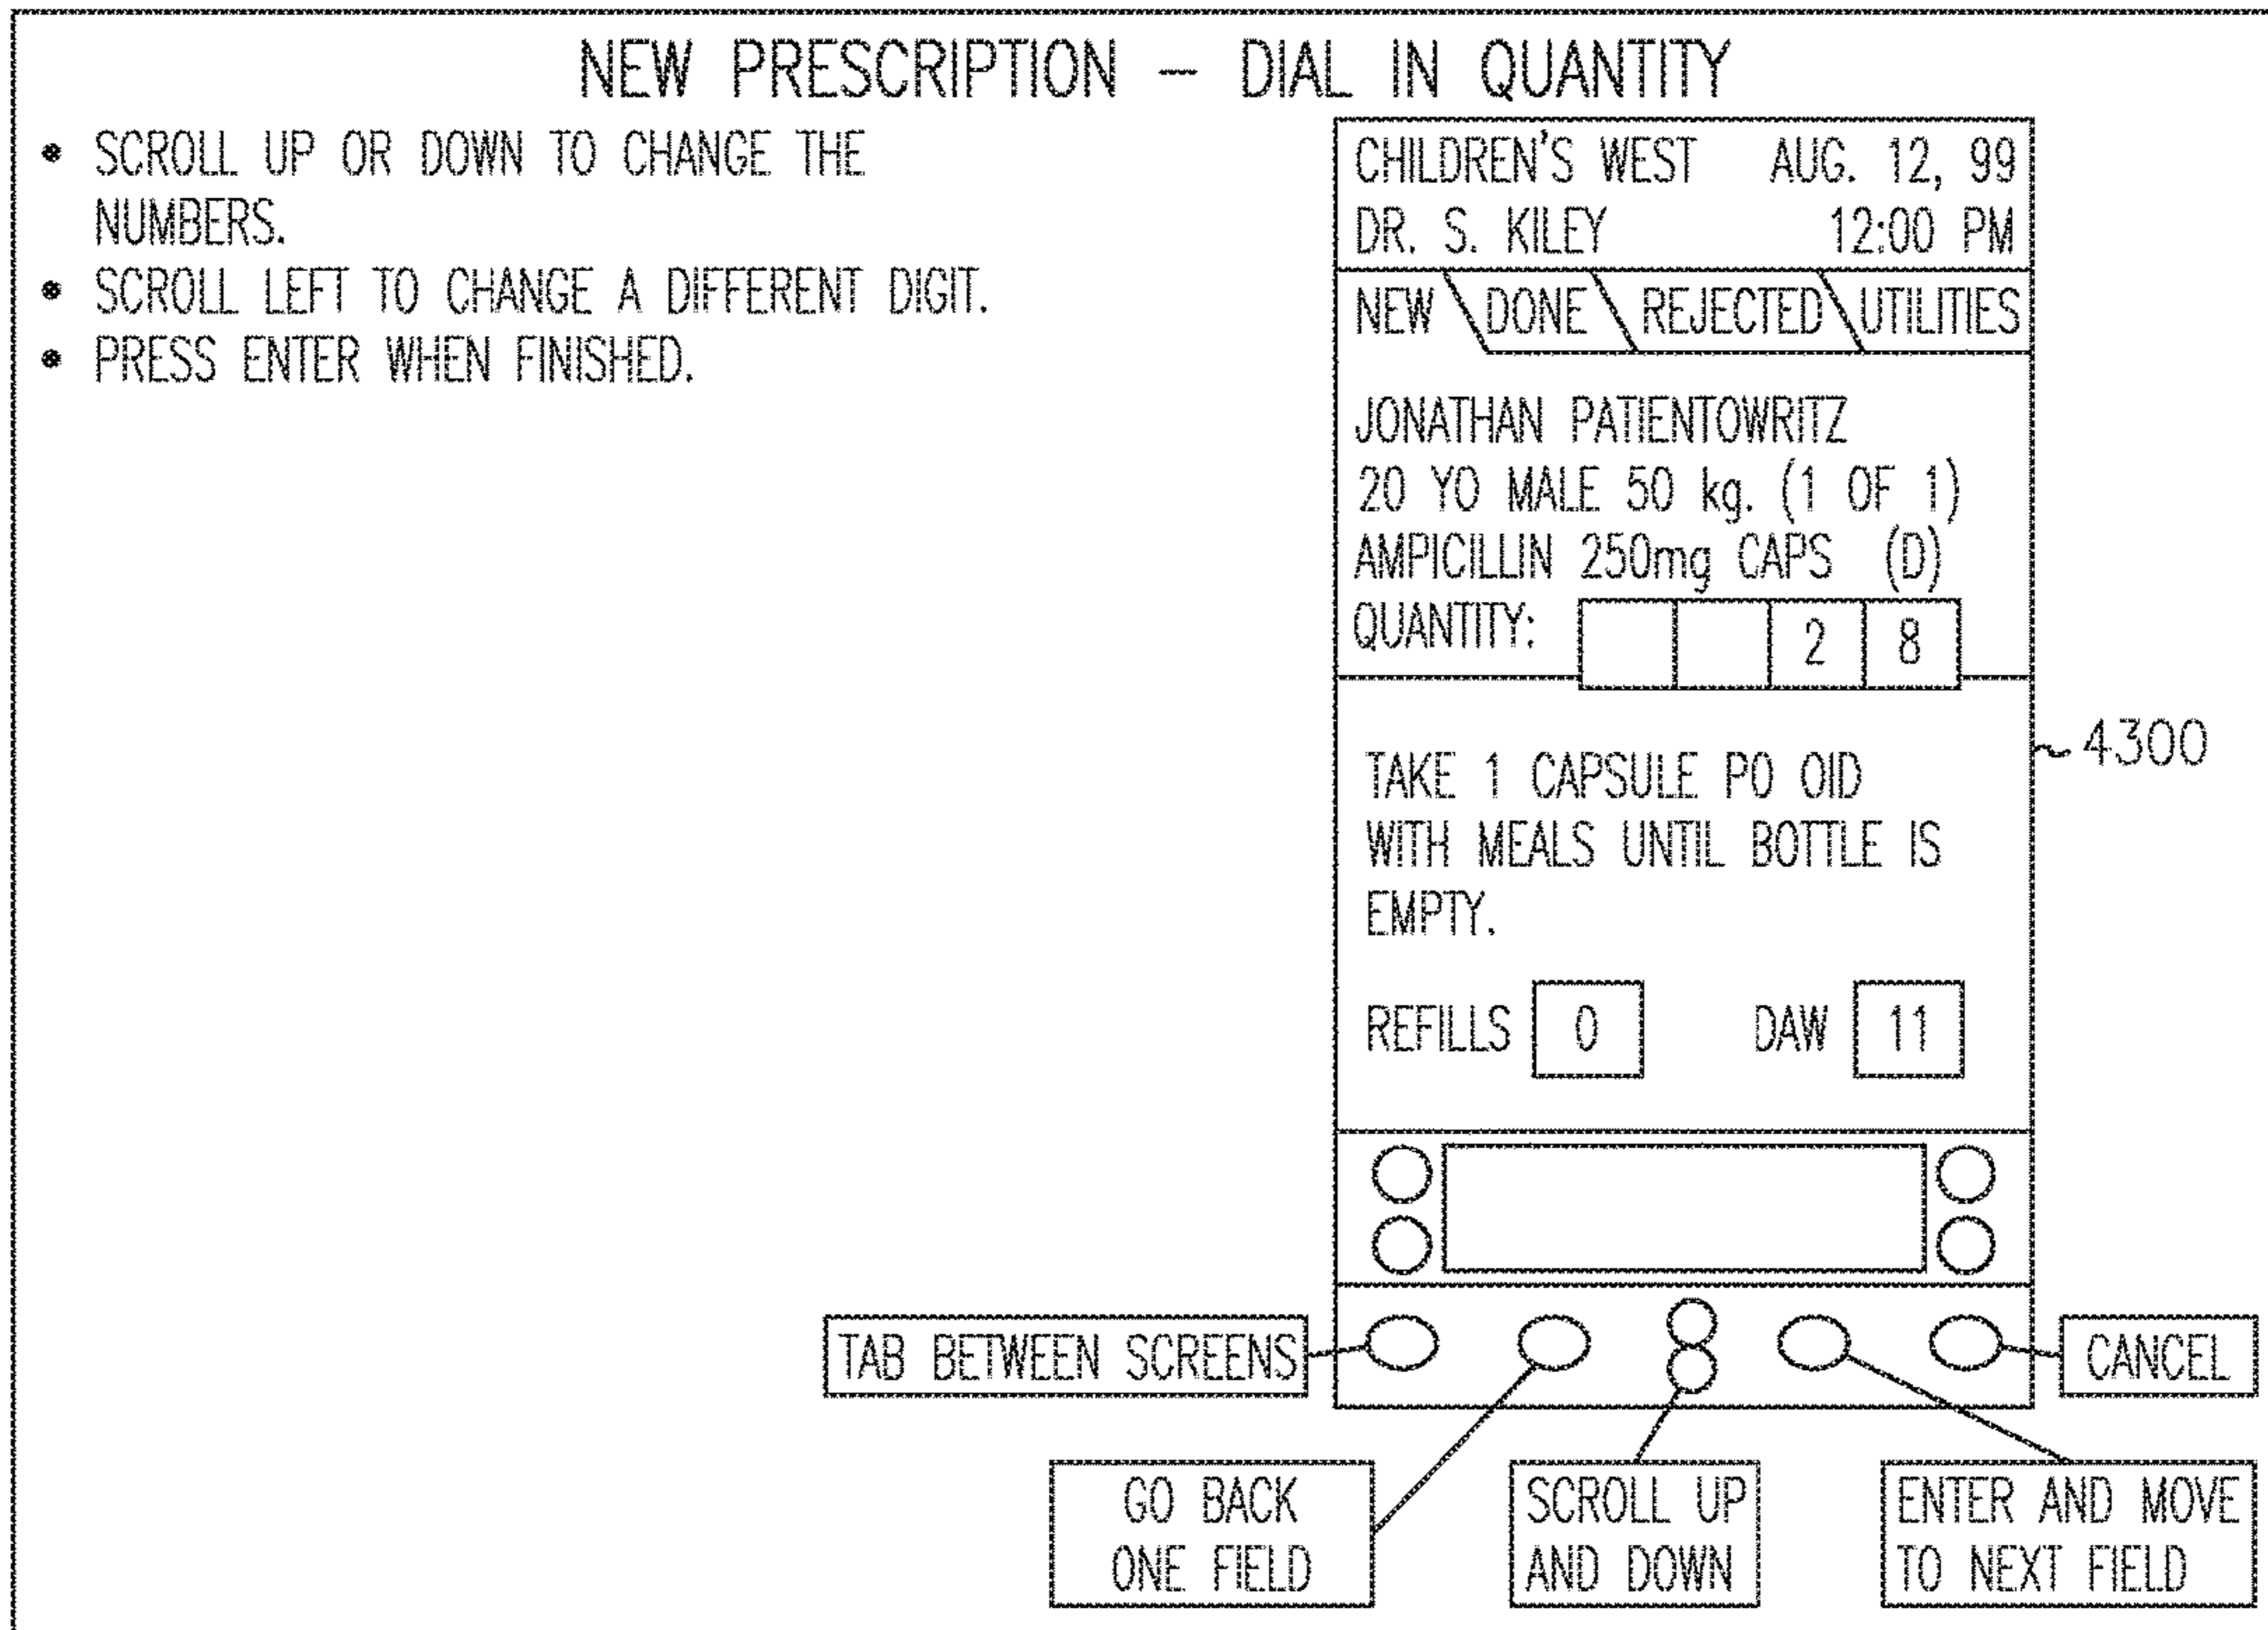 NEW PRESCRIPTION – DIAL IN QUANTITY
• SCROLL UP OR DOWN TO CHANGE THE
NUMBERS.
• SCROLL LEFT TO CHANGE A DIFFERENT DIGIT.
• PRESS ENTER WHEN FINISHED.
CHILDREN'S WEST AUG. 12, 99
DR. S. KILEY 12:00 PM
NEW DONE REJECTED UTILITIES
JONATHAN PATIENTOWRITZ
20 YO MALE 50 kg. (1 OF 1)
AMPICILLIN 250mg CAPS (D)
QUANTITY: 2 8
4300
TAKE 1 CAPSULE PO OID
WITH MEALS UNTIL BOTTLE IS
EMPTY.
REFILLS 0 DAW 11
TAB BETWEEN SCREENS
CANCEL
GO BACK
ONE FIELD
SCROLL UP
AND DOWN
ENTER AND MOVE
TO NEXT FIELD